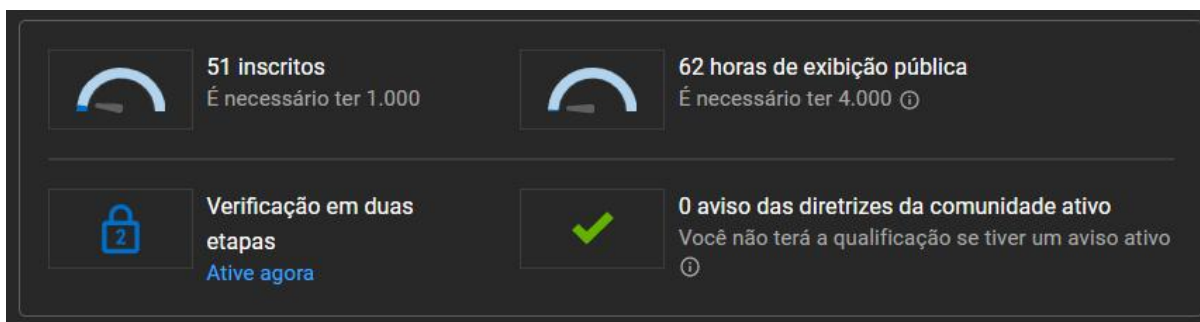 51 inscritos
É necessário ter 1.000
62 horas de exibição pública
É necessário ter 4.000
2
Verificação em duas
etapas
Ative agora
0 aviso das diretrizes da comunidade ativo
Você não terá a qualificação se tiver um aviso ativo